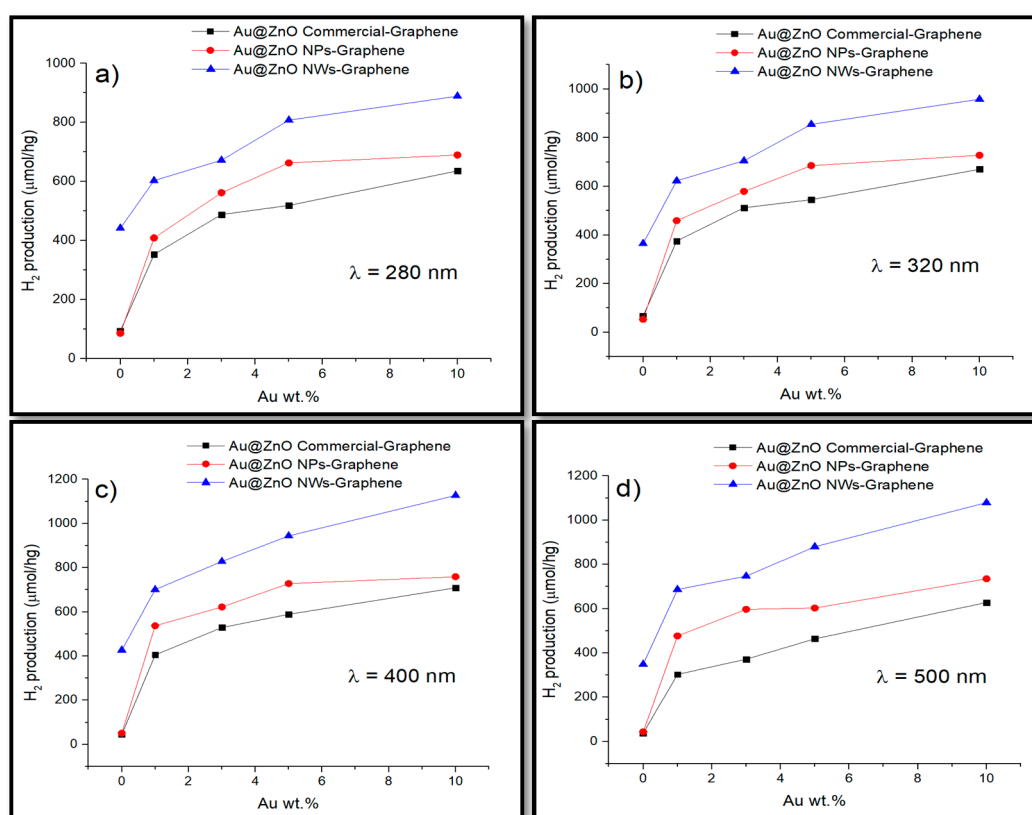 Au@ZnO Commercial-Graphene
Au@ZnO NPs-Graphene
Au@ZnO NWs-Graphene
a)
1000
800
600
400
200
0
H₂ production (μmol/hg)
λ = 280 nm
0 2 4 6 8 10
Au wt.%
Au@ZnO Commercial-Graphene
Au@ZnO NPs-Graphene
Au@ZnO NWs-Graphene
b)
1000
800
600
400
200
0
H₂ production (μmol/hg)
λ = 320 nm
0 2 4 6 8 10
Au wt.%
Au@ZnO Commercial-Graphene
Au@ZnO NPs-Graphene
Au@ZnO NWs-Graphene
c)
1200
1000
800
600
400
200
0
H₂ production (μmol/hg)
λ = 400 nm
0 2 4 6 8 10
Au wt.%
Au@ZnO Commercial-Graphene
Au@ZnO NPs-Graphene
Au@ZnO NWs-Graphene
d)
1200
1000
800
600
400
200
0
H₂ production (μmol/hg)
λ = 500 nm
0 2 4 6 8 10
Au wt.%